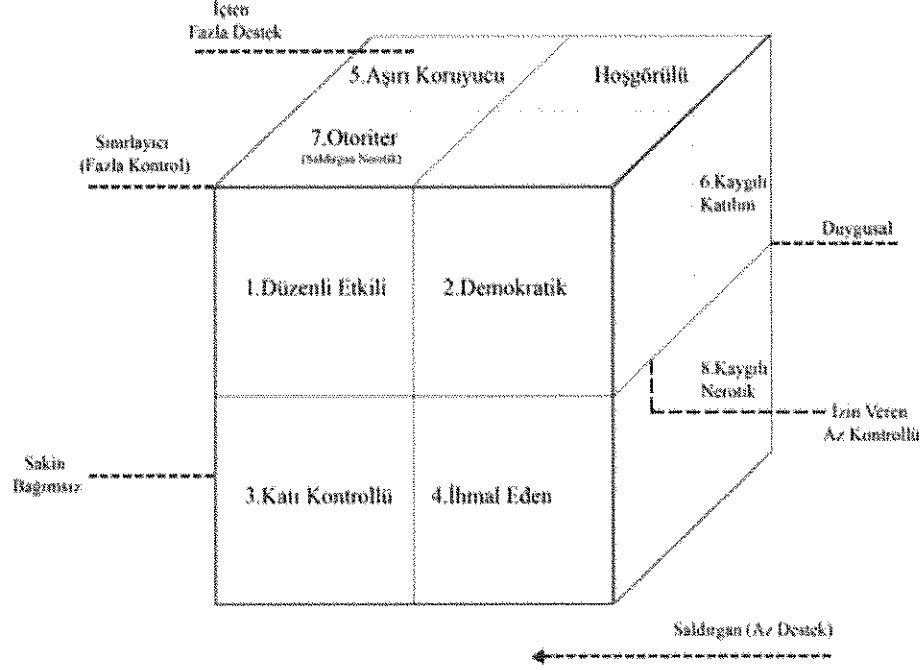 İçten
Fazla Destek
5.Aşırı Koruyucu
Hoşgörülü
7.Otoriter
(Saldırgan Nerotik)
Sınırlayıcı
(Fazla Kontrol)
6.Kaygılı
Katılım
Duygusal
1.Düzenli Etkili
2.Demokratik
8.Kaygılı
Nerotik
İzin Veren
Az Kontrollü
Sakin
Bağımsız
3.Katı Kontrollü
4.İhmal Eden
Saldırgan (Az Destek)